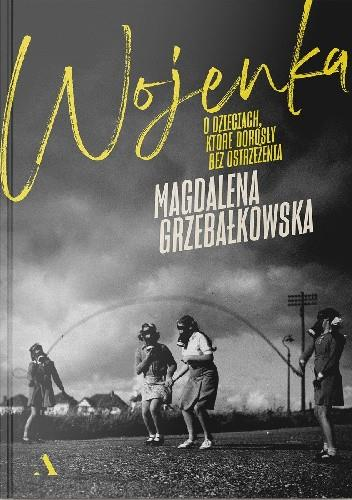 Wojenka
O DZIECIACH,
KTÓRE DOROSŁY
BEZ OSTRZEŻENIA
MAGDALENA
GRZEBAŁKOWSKA
A